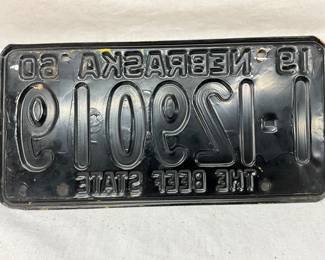 19 NEBRASKA 60
1-129019
THE BEEF STATE